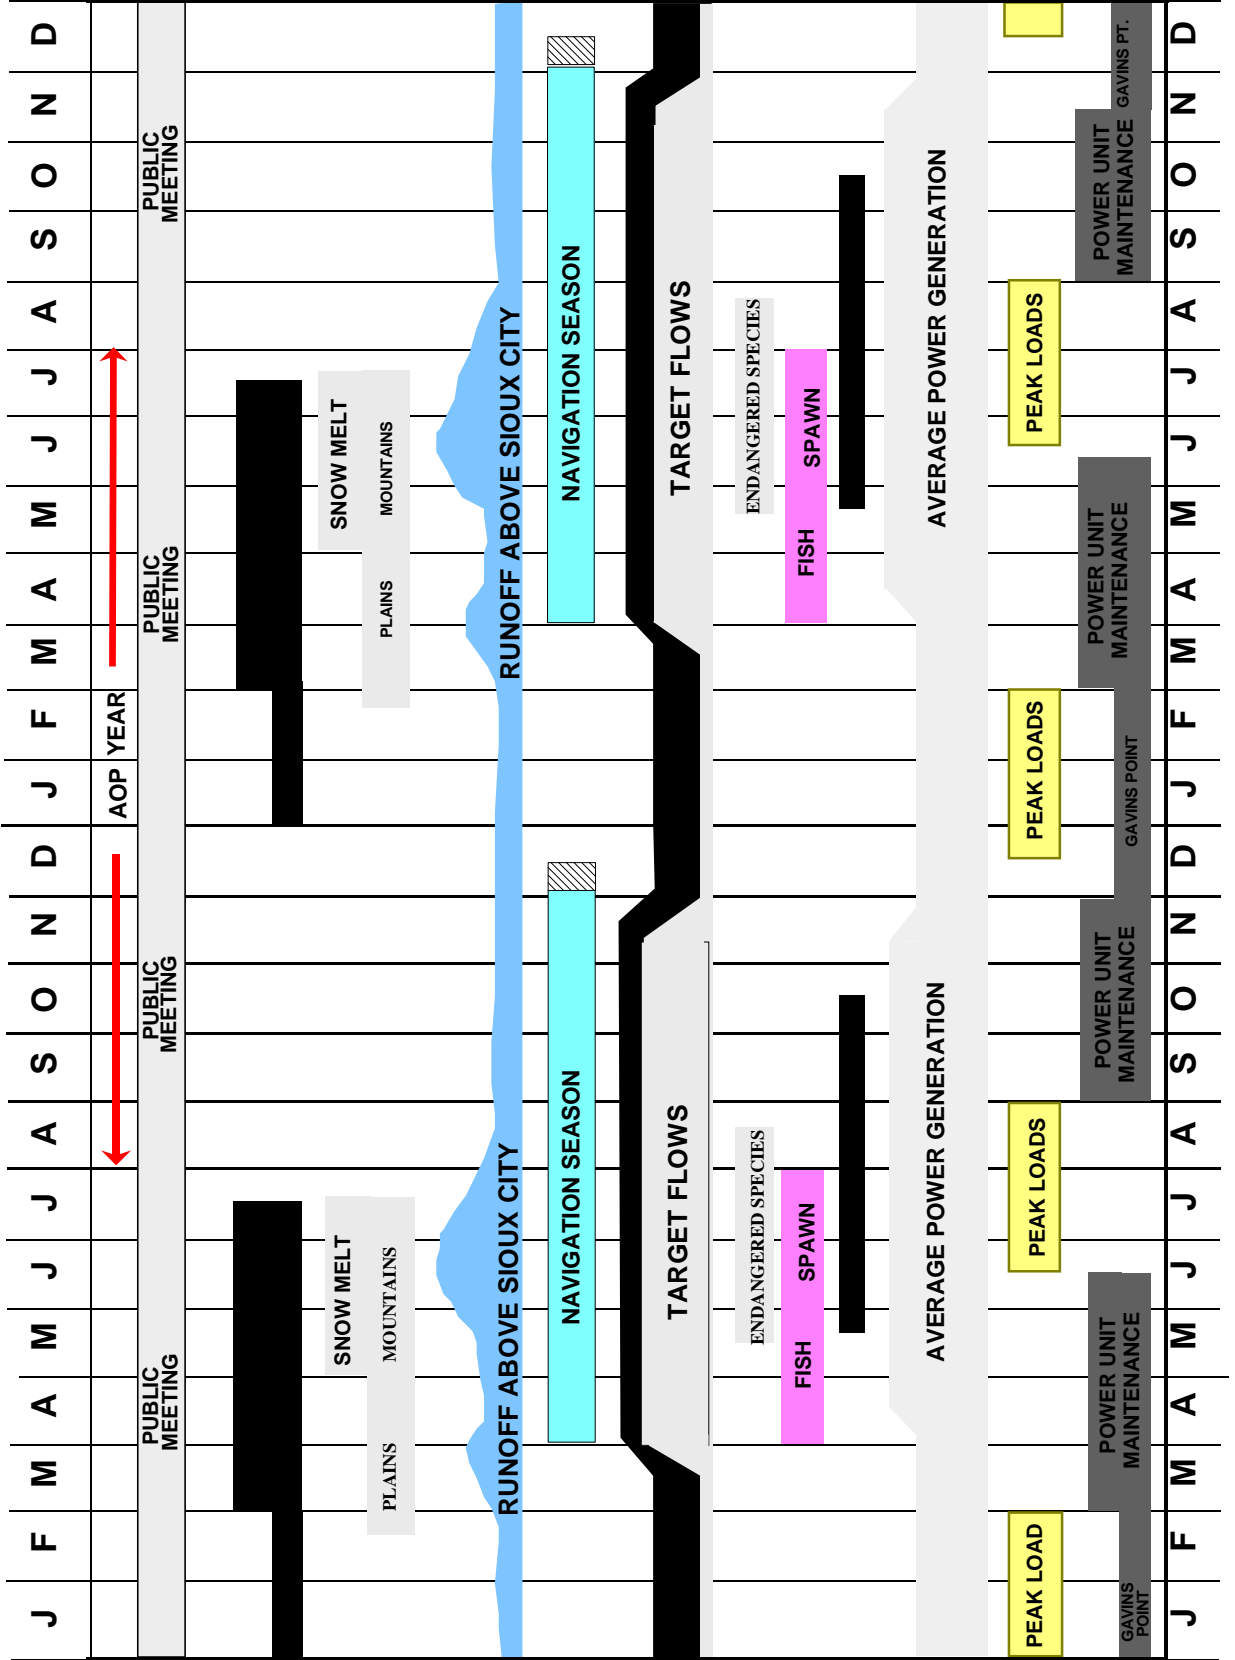 J F M A M J J A S O N D J F M A M J J A S O N D
AOP YEAR
PUBLIC
MEETING
PUBLIC
MEETING
PUBLIC
MEETING
PUBLIC
MEETING
SNOW MELT
SNOW MELT
PLAINS MOUNTAINS
PLAINS MOUNTAINS
RUNOFF ABOVE SIOUX CITY
RUNOFF ABOVE SIOUX CITY
NAVIGATION SEASON
NAVIGATION SEASON
TARGET FLOWS
TARGET FLOWS
ENDANGERED SPECIES
ENDANGERED SPECIES
FISH SPAWN
FISH SPAWN
AVERAGE POWER GENERATION
AVERAGE POWER GENERATION
PEAK LOAD
PEAK LOADS
PEAK LOADS
PEAK LOADS
GAVINS
POINT
POWER UNIT
MAINTENANCE
POWER UNIT
MAINTENANCE
GAVINS POINT
POWER UNIT
MAINTENANCE
POWER UNIT
MAINTENANCE
GAVINS PT.
J F M A M J J A S O N D J F M A M J J A S O N D